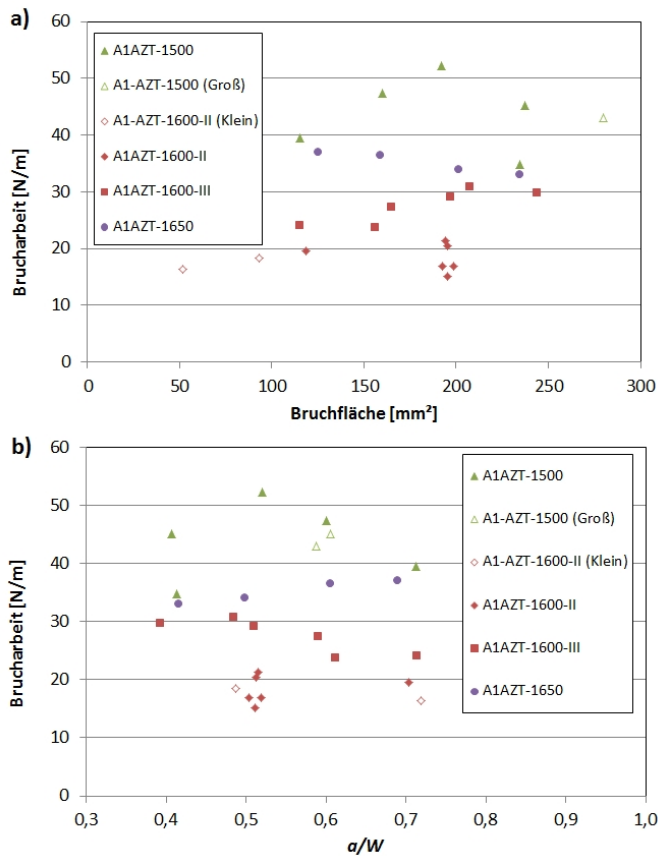 a)
60
50
40
30
20
10
0
Brucharbeit [N/m]
A1AZT-1500
A1-AZT-1500 (Groß)
A1-AZT-1600-II (Klein)
A1AZT-1600-II
A1AZT-1600-III
A1AZT-1650
0 50 100 150 200 250 300
Bruchfläche [mm²]
b)
60
50
40
30
20
10
0
Brucharbeit [N/m]
A1AZT-1500
A1-AZT-1500 (Groß)
A1-AZT-1600-II (Klein)
A1AZT-1600-II
A1AZT-1600-III
A1AZT-1650
0,3 0,4 0,5 0,6 0,7 0,8 0,9 1,0
a/W